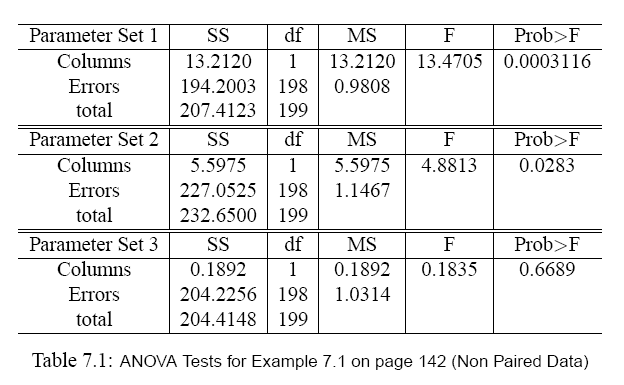 Parameter Set 1 SS df MS F Prob>F
Columns 13.2120 1 13.2120 13.4705 0.0003116
Errors 194.2003 198 0.9808
total 207.4123 199
Parameter Set 2 SS df MS F Prob>F
Columns 5.5975 1 5.5975 4.8813 0.0283
Errors 227.0525 198 1.1467
total 232.6500 199
Parameter Set 3 SS df MS F Prob>F
Columns 0.1892 1 0.1892 0.1835 0.6689
Errors 204.2256 198 1.0314
total 204.4148 199
Table 7.1: ANOVA Tests for Example 7.1 on page 142 (Non Paired Data)